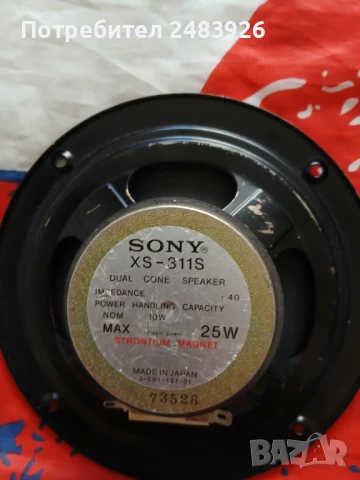 Потребител 2483926
SONY®
XS-311S
DUAL CONE SPEAKER
IMPEDANCE 4Ω
POWER HANDLING CAPACITY
NOM 10W
MAX 25W
STRONTIUM MAGNET
MADE IN JAPAN
73528
BAZAR